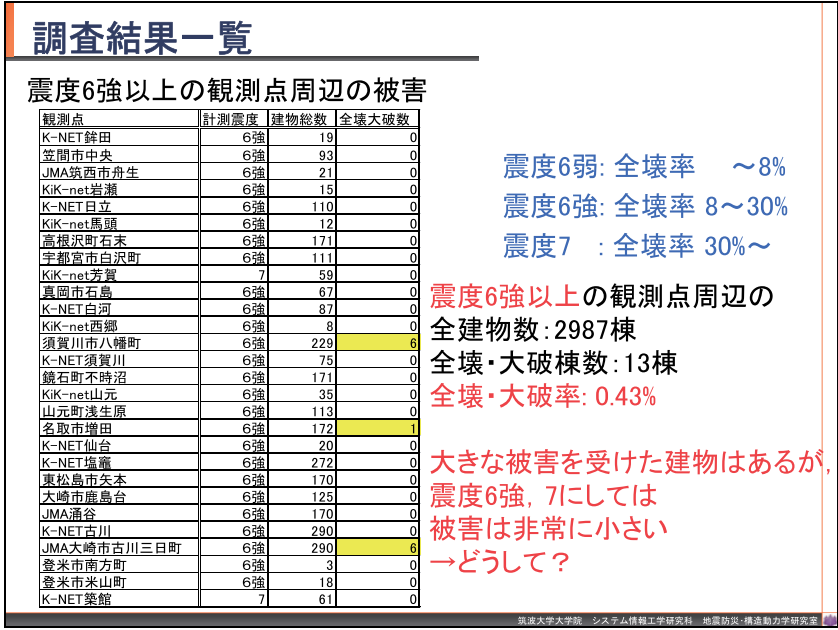 調査結果一覧
震度6強以上の観測点周辺の被害
観測点 計測震度 建物総数 全壊大破数
K-NET鉾田 6強 19 0
笠間市中央 6強 93 0
JMA筑西市舟生 6強 21 0
KiK-net岩瀬 6強 15 0
K-NET日立 6強 110 0
KiK-net馬頭 6強 12 0
高根沢町石末 6強 171 0
宇都宮市白沢町 6強 111 0
KiK-net芳賀 7 59 0
真岡市石島 6強 67 0
K-NET白河 6強 87 0
KiK-net西郷 6強 8 0
須賀川市八幡町 6強 229 6
K-NET須賀川 6強 75 0
鏡石町不時沼 6強 171 0
KiK-net山元 6強 35 0
山元町浅生原 6強 113 0
名取市増田 6強 172 1
K-NET仙台 6強 20 0
K-NET塩竈 6強 272 0
東松島市矢本 6強 170 0
大崎市鹿島台 6強 125 0
JMA涌谷 6強 170 0
K-NET古川 6強 290 0
JMA大崎市古川三日町 6強 290 6
登米市南方町 6強 3 0
登米市米山町 6強 18 0
K-NET築館 7 61 0
震度6弱: 全壊率 ～8%
震度6強: 全壊率 8～30%
震度7 : 全壊率 30%～
震度6強以上の観測点周辺の
全建物数：2987棟
全壊・大破棟数：13棟
全壊・大破率: 0.43%
大きな被害を受けた建物はあるが,
震度6強, 7にしては
被害は非常に小さい
→どうして？
筑波大学大学院 システム情報工学研究科 地震防災・構造動力学研究室